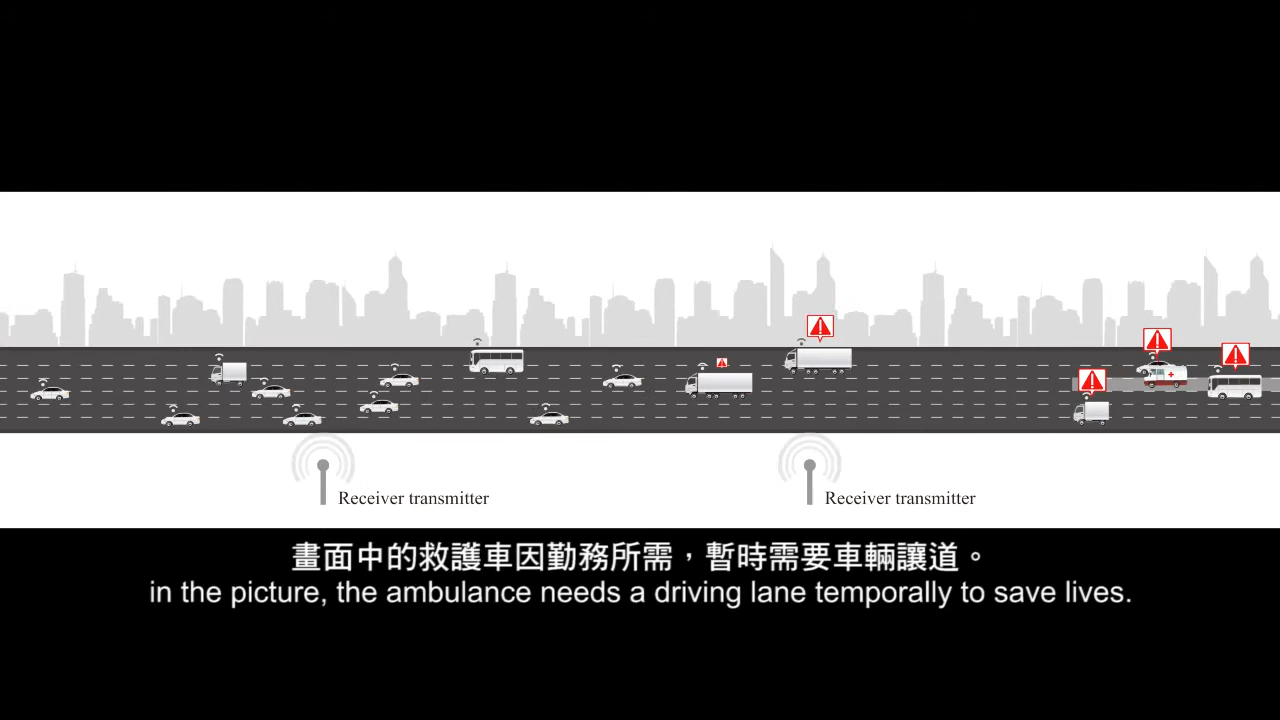 Receiver transmitter
Receiver transmitter
畫面中的救護車因勤務所需，暫時需要車輛讓道。
in the picture, the ambulance needs a driving lane temporally to save lives.